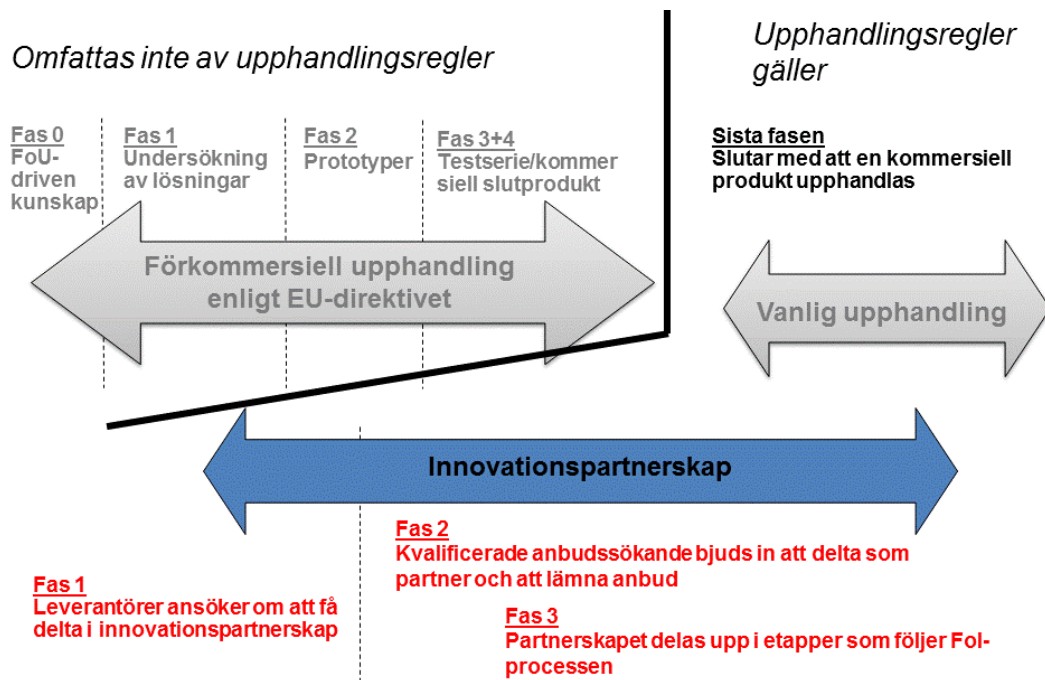 Omfattas inte av upphandlingsregler
Upphandlingsregler
gäller
Fas 0
FoU-
driven
kunskap
Fas 1
Undersökning
av lösningar
Fas 2
Prototyper
Fas 3+4
Testserie/kommer
siell slutprodukt
Sista fasen
Slutar med att en kommersiell
produkt upphandlas
Förkommersiell upphandling
enligt EU-direktivet
Vanlig upphandling
Innovationspartnerskap
Fas 1
Leverantörer ansöker om att få
delta i innovationspartnerskap
Fas 2
Kvalificerade anbudssökande bjuds in att delta som
partner och att lämna anbud
Fas 3
Partnerskapet delas upp i etapper som följer FoI-
processen